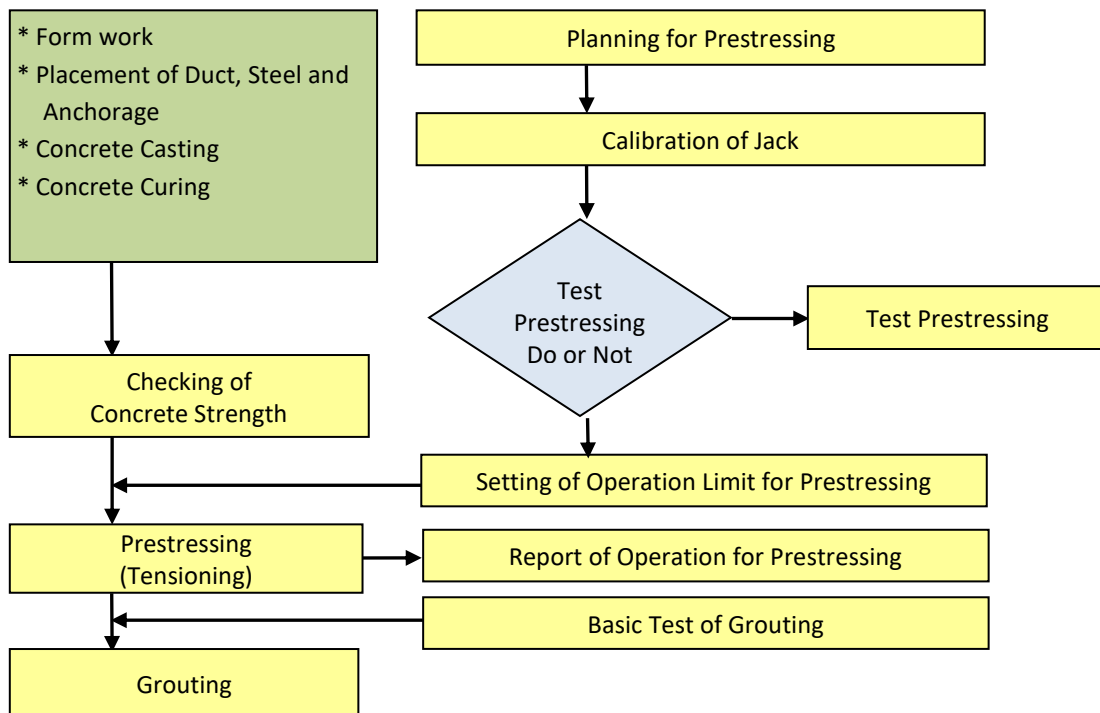 * Form work
* Placement of Duct, Steel and
Anchorage
* Concrete Casting
* Concrete Curing
Planning for Prestressing
Calibration of Jack
Test
Prestressing
Do or Not
Test Prestressing
Checking of
Concrete Strength
Setting of Operation Limit for Prestressing
Prestressing
(Tensioning)
Report of Operation for Prestressing
Basic Test of Grouting
Grouting